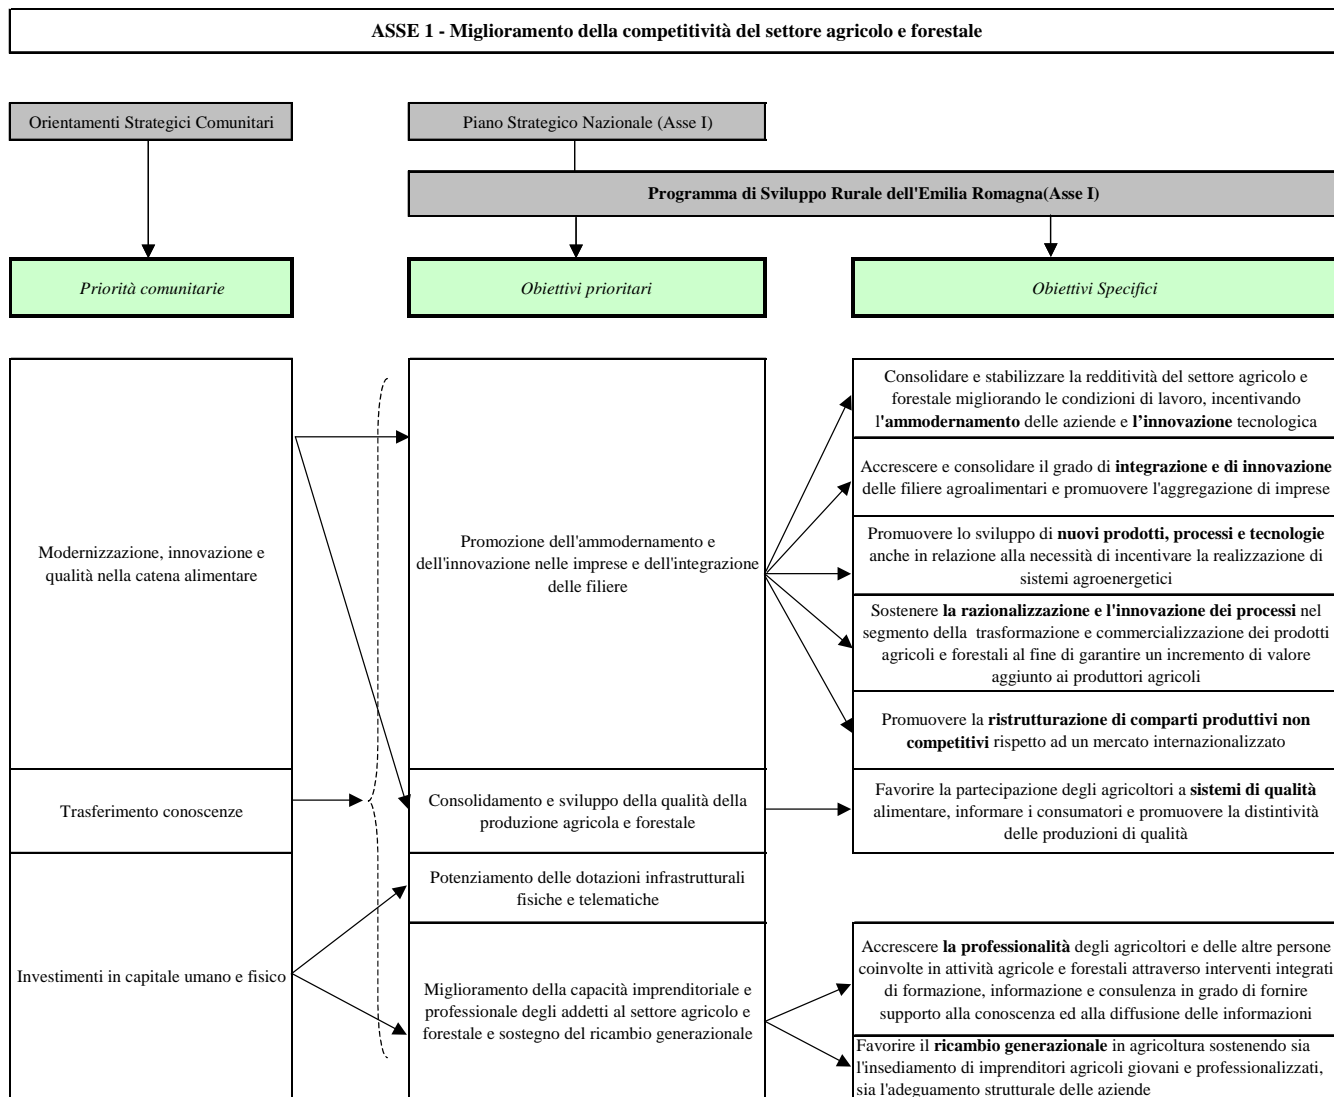 ASSE 1 - Miglioramento della competitività del settore agricolo e forestale
Orientamenti Strategici Comunitari
Piano Strategico Nazionale (Asse I)
Programma di Sviluppo Rurale dell'Emilia Romagna(Asse I)
Priorità comunitarie
Obiettivi prioritari
Obiettivi Specifici
Modernizzazione, innovazione e
qualità nella catena alimentare
Promozione dell'ammodernamento e
dell'innovazione nelle imprese e dell'integrazione
delle filiere
Consolidare e stabilizzare la redditività del settore agricolo e
forestale migliorando le condizioni di lavoro, incentivando
l'ammodernamento delle aziende e l’innovazione tecnologica
Accrescere e consolidare il grado di integrazione e di innovazione
delle filiere agroalimentari e promuovere l'aggregazione di imprese
Promuovere lo sviluppo di nuovi prodotti, processi e tecnologie
anche in relazione alla necessità di incentivare la realizzazione di
sistemi agroenergetici
Sostenere la razionalizzazione e l'innovazione dei processi nel
segmento della  trasformazione e commercializzazione dei prodotti
agricoli e forestali al fine di garantire un incremento di valore
aggiunto ai produttori agricoli
Promuovere la ristrutturazione di comparti produttivi non
competitivi rispetto ad un mercato internazionalizzato
Trasferimento conoscenze
Consolidamento e sviluppo della qualità della
produzione agricola e forestale
Favorire la partecipazione degli agricoltori a sistemi di qualità
alimentare, informare i consumatori e promuovere la distintività
delle produzioni di qualità
Investimenti in capitale umano e fisico
Potenziamento delle dotazioni infrastrutturali
fisiche e telematiche
Miglioramento della capacità imprenditoriale e
professionale degli addetti al settore agricolo e
forestale e sostegno del ricambio generazionale
Accrescere la professionalità degli agricoltori e delle altre persone
coinvolte in attività agricole e forestali attraverso interventi integrati
di formazione, informazione e consulenza in grado di fornire
supporto alla conoscenza ed alla diffusione delle informazioni
Favorire il ricambio generazionale in agricoltura sostenendo sia
l'insediamento di imprenditori agricoli giovani e professionalizzati,
sia l'adeguamento strutturale delle aziende